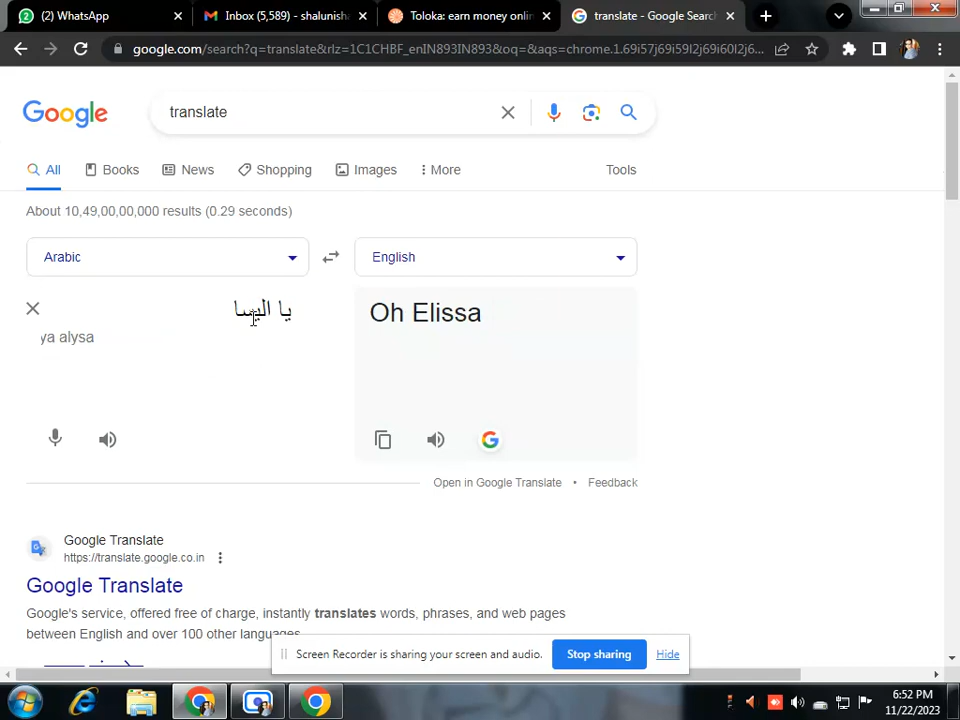 (2) WhatsApp
Inbox (5,589) - shalunisha
Toloka: earn money onlin
translate - Google Searc
google.com/search?q=translate&rlz=1C1CHBF_enIN893IN893&oq=&aqs=chrome.1.69i57j69i59l2j69i60l2j6...
Google
translate
All
Books
News
Shopping
Images
More
Tools
About 10,49,00,00,000 results (0.29 seconds)
Arabic
English
يا اليسا
ya alysa
Oh Elissa
Open in Google Translate • Feedback
Google Translate
https://translate.google.co.in
Google Translate
Google's service, offered free of charge, instantly translates words, phrases, and web pages
between English and over 100 other languages.
Screen Recorder is sharing your screen and audio.
Stop sharing
Hide
6:52 PM
11/22/2023